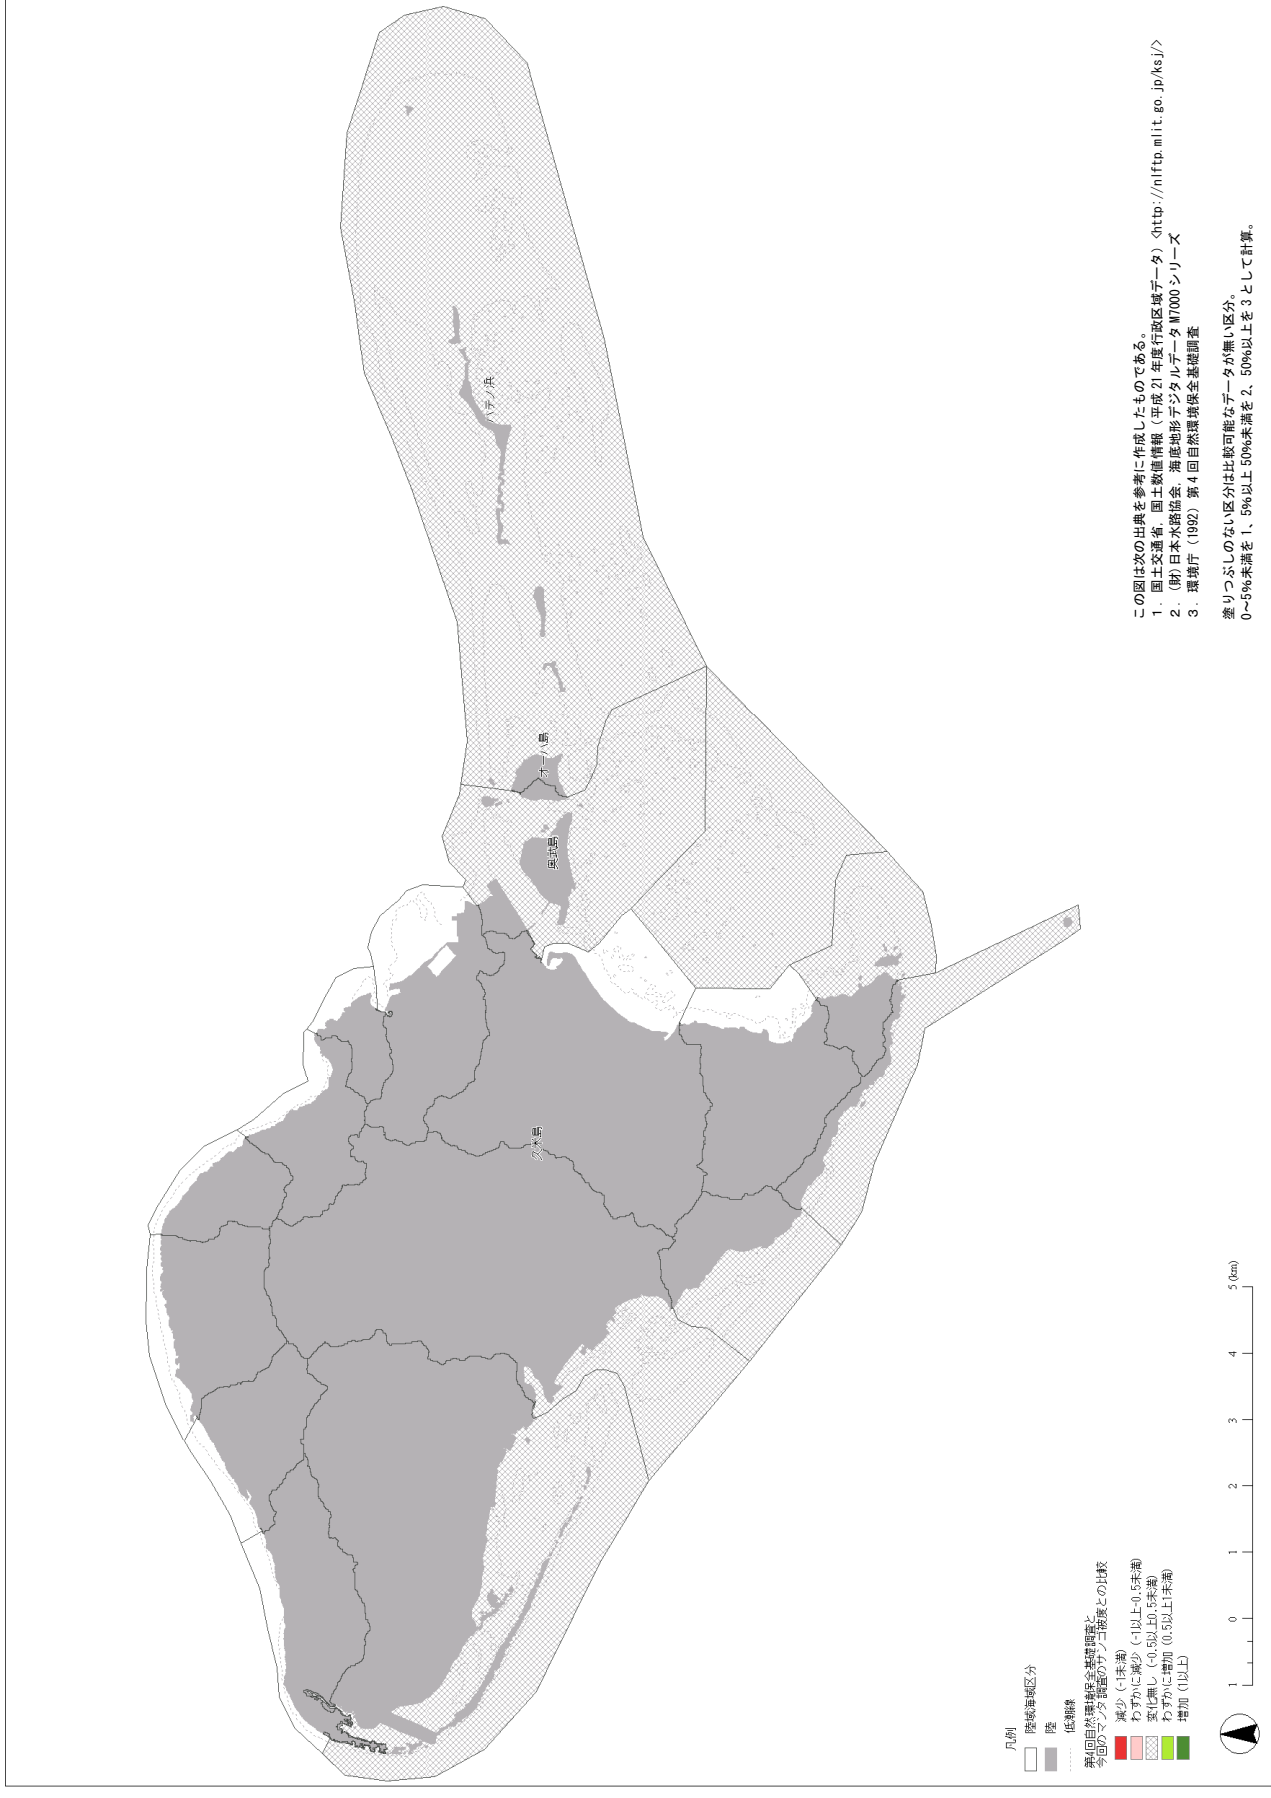 ハテノ浜
オーハ島
奥武島
久米島
凡例
陸域海域区分
陸
低潮線
第4回自然環境保全基礎調査と
今回のマンタ調査のサンゴ被度との比較
減少 (-1未満)
わずかに減少 (-1以上-0.5未満)
変化無し (-0.5以上0.5未満)
わずかに増加 (0.5以上1未満)
増加 (1以上)
1 0 1 2 3 4 5 (km)
この図は次の出典を参考に作成したものである。
1. 国土交通省, 国土数値情報（平成 21 年度行政区域データ）<http://nlftp.mlit.go.jp/ksj/>
2. (財)日本水路協会, 海底地形デジタルデータ M7000 シリーズ
3. 環境庁 (1992) 第 4 回自然環境保全基礎調査
塗りつぶしのない区分は比較可能なデータが無い区分。
0～5%未満を 1、5%以上 50%未満を 2、50%以上を 3 として計算。